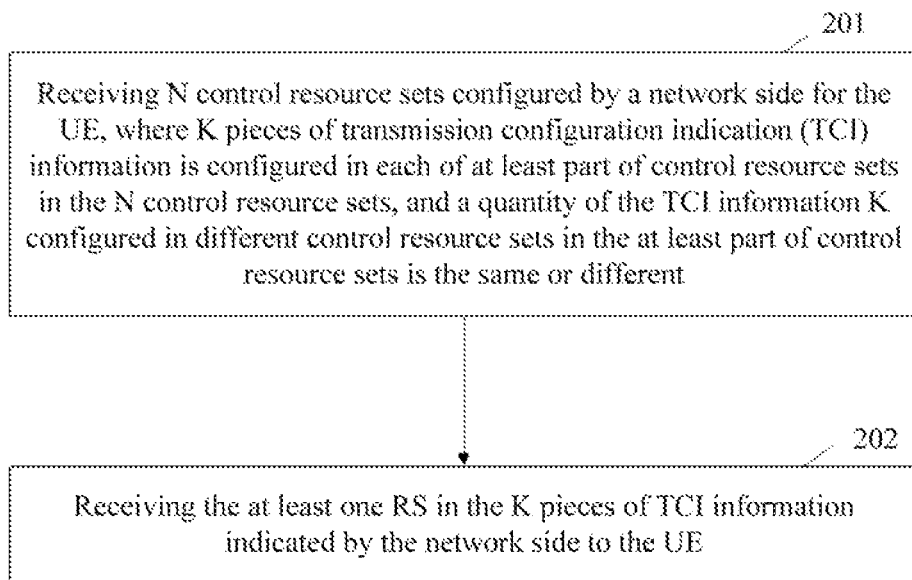 201
Receiving N control resource sets configured by a network side for the
UE, where K pieces of transmission configuration indication (TCI)
information is configured in each of at least part of control resource sets
in the N control resource sets, and a quantity of the TCI information K
configured in different control resource sets in the at least part of control
resource sets is the same or different
202
Receiving the at least one RS in the K pieces of TCI information
indicated by the network side to the UE